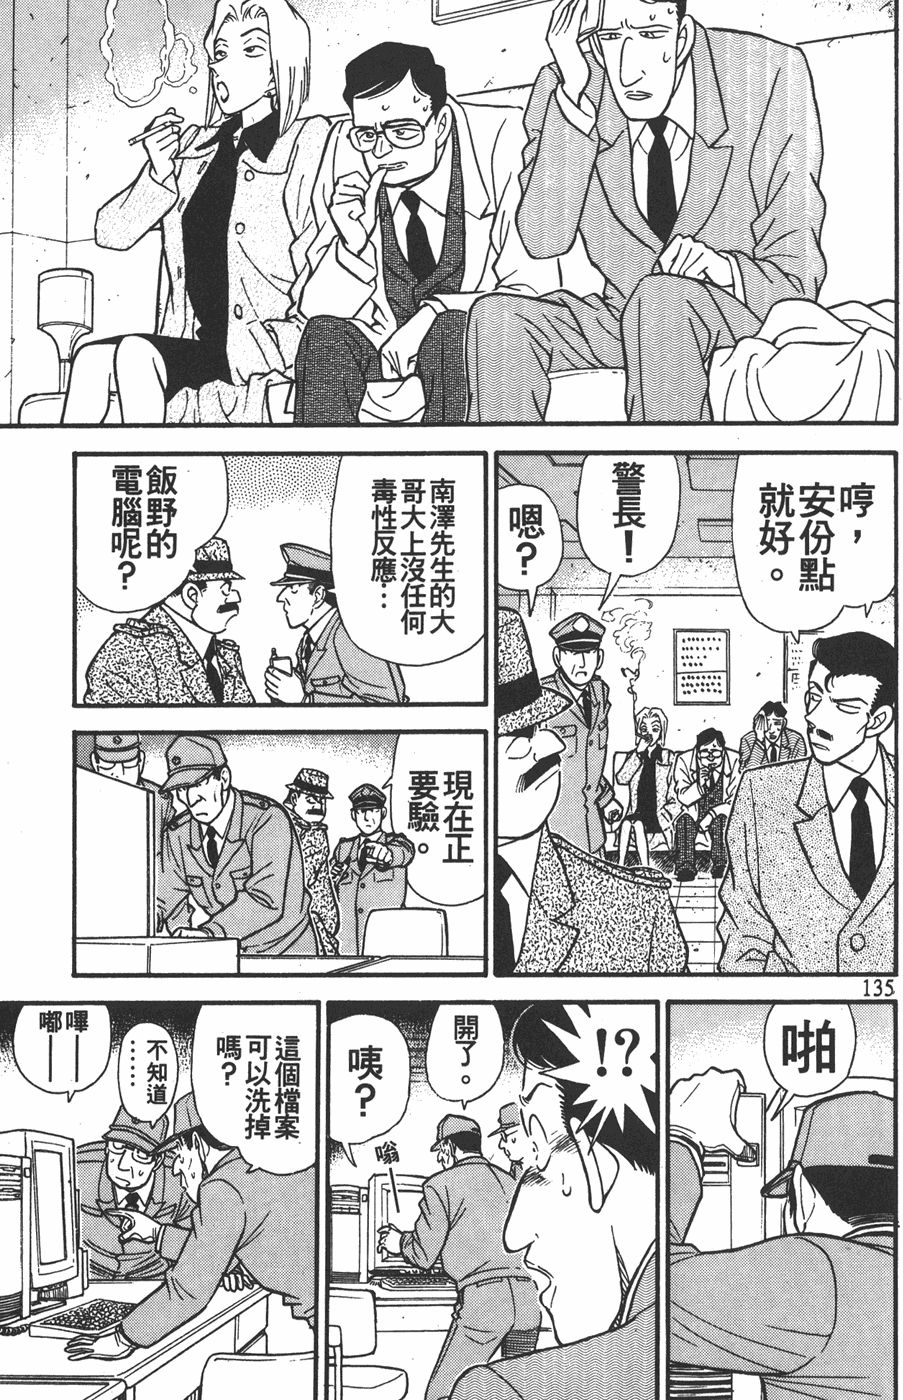 哼，
安份點
就好。
警長！
嗯？
南澤先生的大
哥大上沒任何
毒性反應…
飯野的
電腦呢？
現在正
要驗。
135
啪
!?
開了。
咦？
嗡
這個檔案
可以洗掉
嗎？
不知道
……
嗶——
嘟——